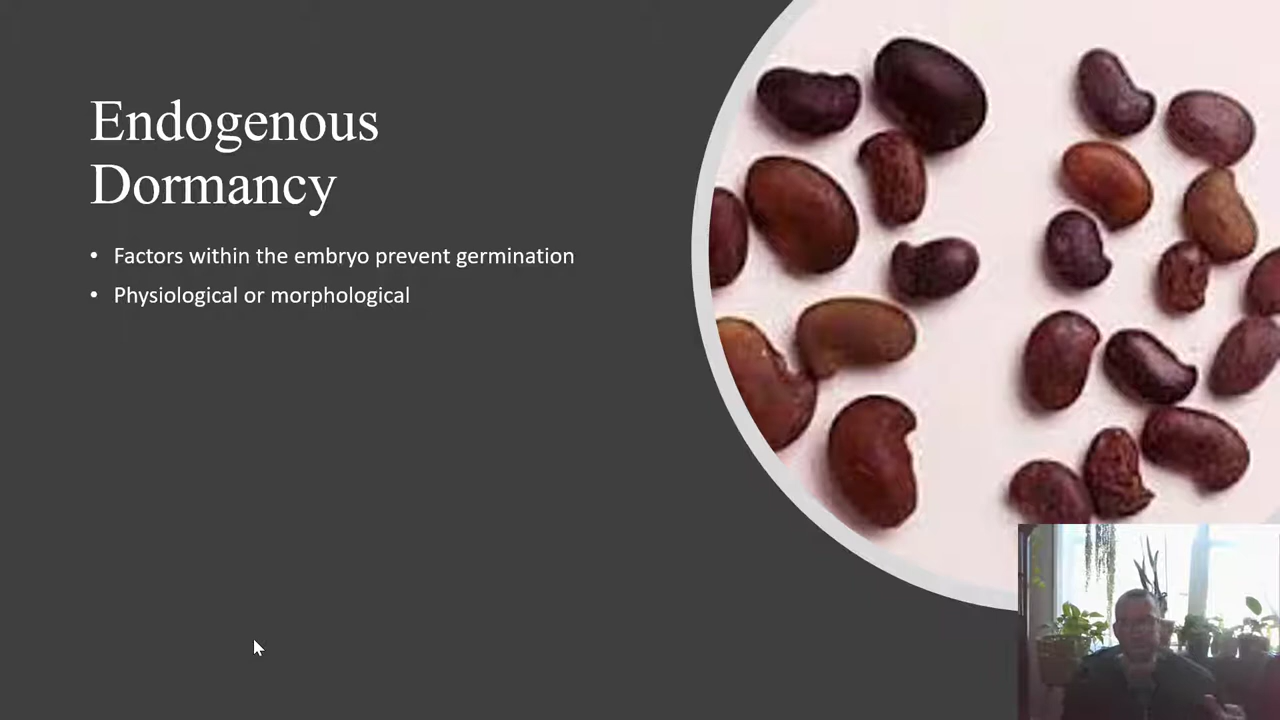 Endogenous
Dormancy
• Factors within the embryo prevent germination
• Physiological or morphological